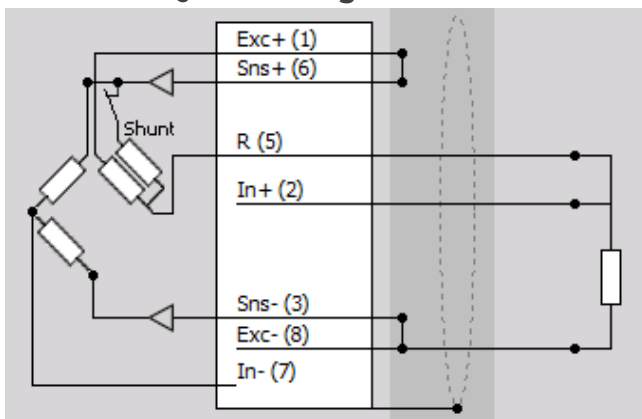 Exc+ (1)
Sns+ (6)
Shunt
R (5)
In+ (2)
Sns- (3)
Exc- (8)
In- (7)